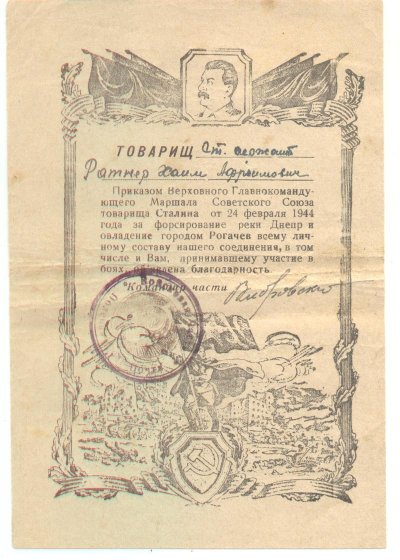 ТОВАРИЩ Ст. сержант
Ратнер Хаим Афроимович
Приказом Верховного Главнокоманду-
ющего Маршала Советского Союза
товарища Сталина от 24 февраля 1944
года за форсирование реки Днепр и
овладение городом Рогачев всему лич-
ному составу нашего соединения, в том
числе и Вам, принимавшему участие в
боях, объявлена благодарность.
Командир части